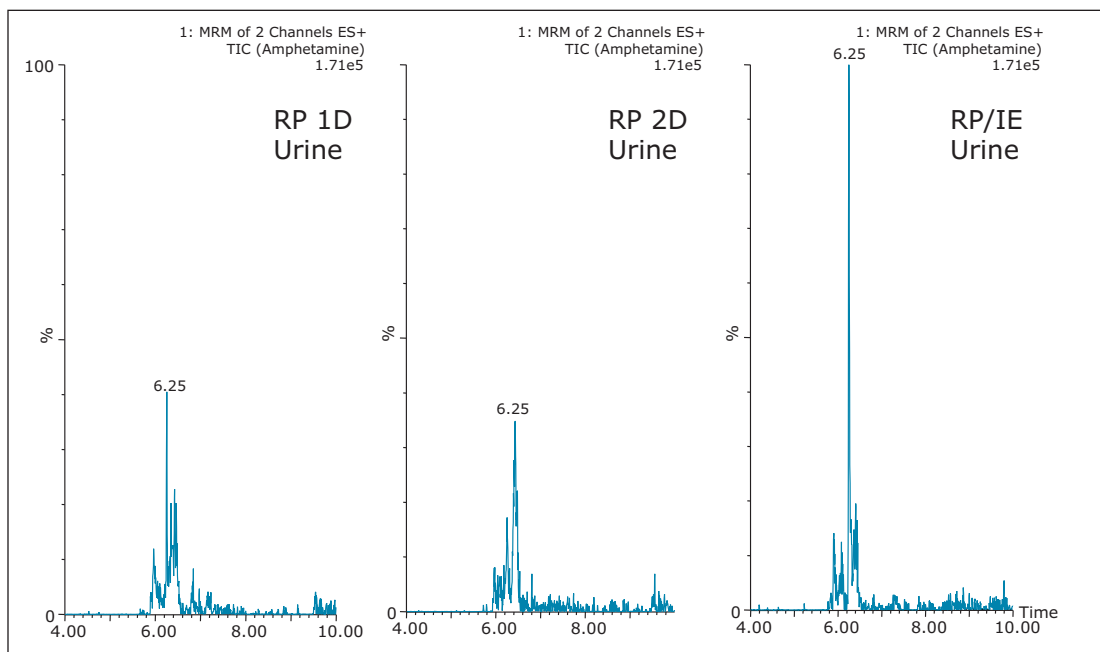 1: MRM of 2 Channels ES+
TIC (Amphetamine)
1.71e5
100
RP 1D
Urine
%
6.25
0
4.00 6.00 8.00 10.00
1: MRM of 2 Channels ES+
TIC (Amphetamine)
1.71e5
RP 2D
Urine
%
6.25
0
4.00 6.00 8.00
1: MRM of 2 Channels ES+
TIC (Amphetamine)
1.71e5
6.25
RP/IE
Urine
%
0
Time
4.00 6.00 8.00 10.00